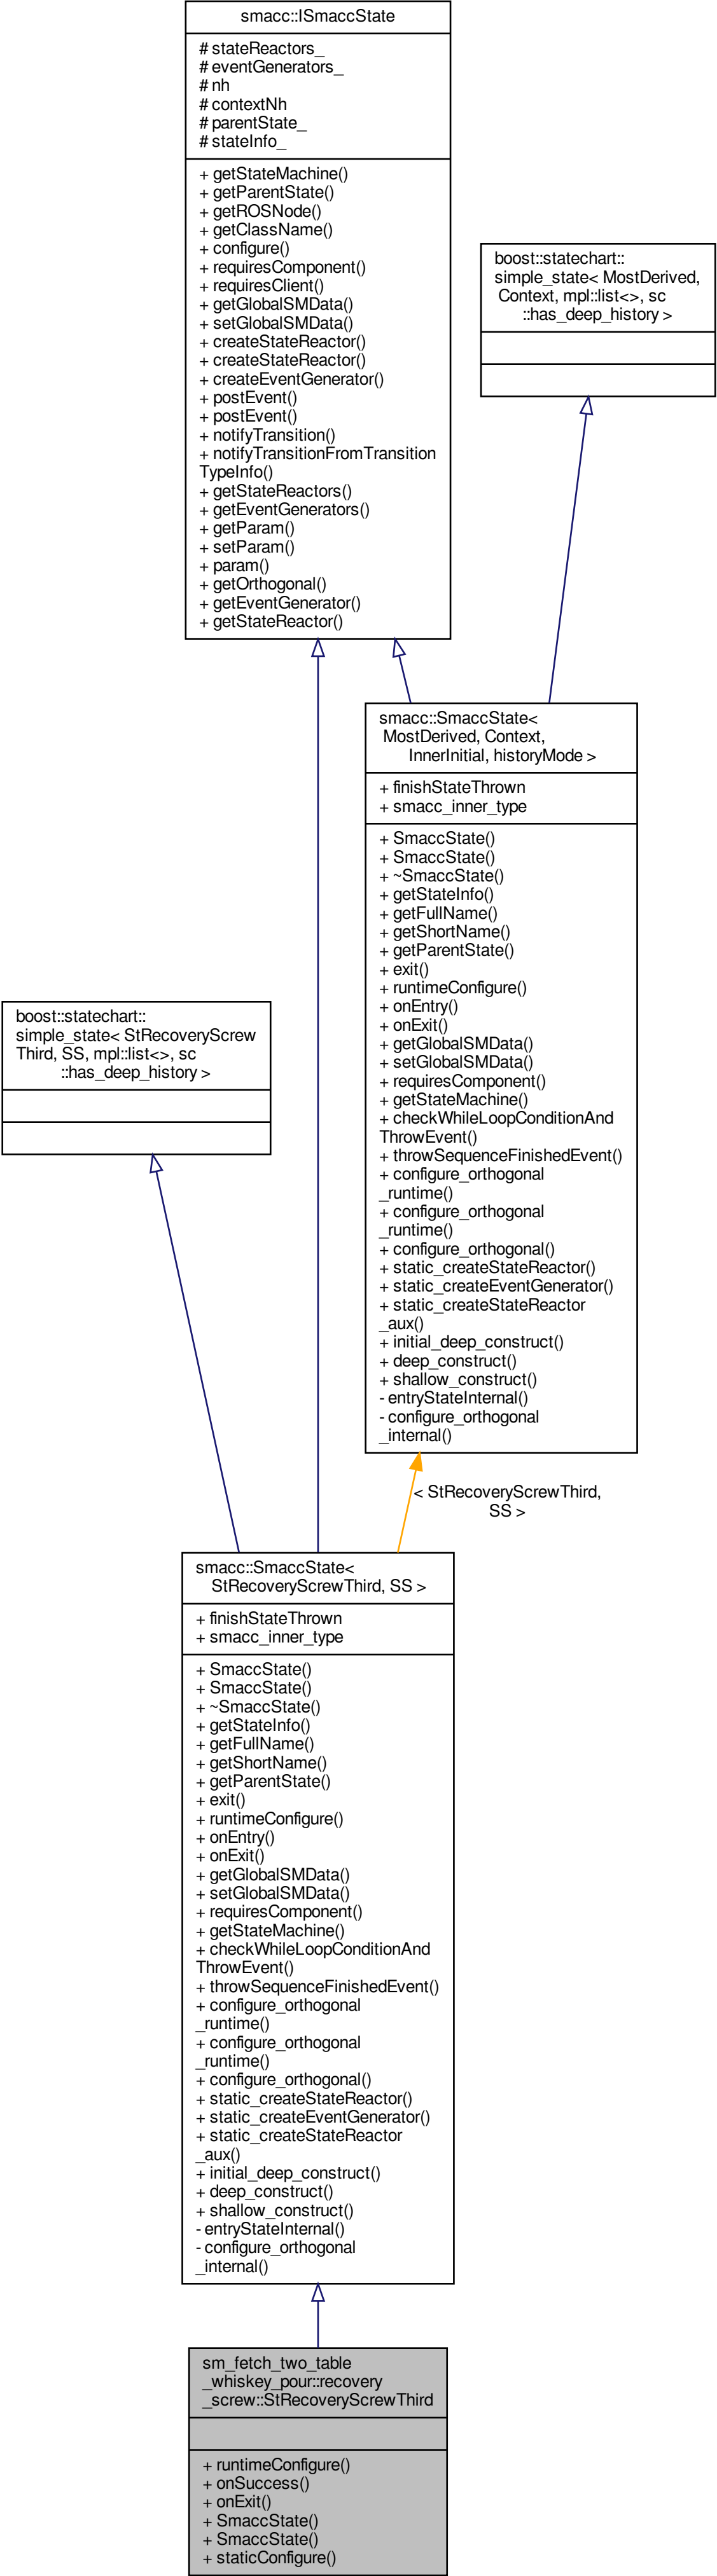 smacc::ISmaccState
# stateReactors_
# eventGenerators_
# nh
# contextNh
# parentState_
# stateInfo_
+ getStateMachine()
+ getParentState()
+ getROSNode()
+ getClassName()
+ configure()
+ requiresComponent()
+ requiresClient()
+ getGlobalSMData()
+ setGlobalSMData()
+ createStateReactor()
+ createStateReactor()
+ createEventGenerator()
+ postEvent()
+ postEvent()
+ notifyTransition()
+ notifyTransitionFromTransition
TypeInfo()
+ getStateReactors()
+ getEventGenerators()
+ getParam()
+ setParam()
+ param()
+ getOrthogonal()
+ getEventGenerator()
+ getStateReactor()
boost::statechart::
simple_state< MostDerived,
Context, mpl::list<>, sc
::has_deep_history >
smacc::SmaccState<
MostDerived, Context,
InnerInitial, historyMode >
+ finishStateThrown
+ smacc_inner_type
+ SmaccState()
+ SmaccState()
+ ~SmaccState()
+ getStateInfo()
+ getFullName()
+ getShortName()
+ getParentState()
+ exit()
+ runtimeConfigure()
+ onEntry()
+ onExit()
+ getGlobalSMData()
+ setGlobalSMData()
+ requiresComponent()
+ getStateMachine()
+ checkWhileLoopConditionAnd
ThrowEvent()
+ throwSequenceFinishedEvent()
+ configure_orthogonal
_runtime()
+ configure_orthogonal
_runtime()
+ configure_orthogonal()
+ static_createStateReactor()
+ static_createEventGenerator()
+ static_createStateReactor
_aux()
+ initial_deep_construct()
+ deep_construct()
+ shallow_construct()
- entryStateInternal()
- configure_orthogonal
_internal()
boost::statechart::
simple_state< StRecoveryScrew
Third, SS, mpl::list<>, sc
::has_deep_history >
< StRecoveryScrewThird,
SS >
smacc::SmaccState<
StRecoveryScrewThird, SS >
+ finishStateThrown
+ smacc_inner_type
+ SmaccState()
+ SmaccState()
+ ~SmaccState()
+ getStateInfo()
+ getFullName()
+ getShortName()
+ getParentState()
+ exit()
+ runtimeConfigure()
+ onEntry()
+ onExit()
+ getGlobalSMData()
+ setGlobalSMData()
+ requiresComponent()
+ getStateMachine()
+ checkWhileLoopConditionAnd
ThrowEvent()
+ throwSequenceFinishedEvent()
+ configure_orthogonal
_runtime()
+ configure_orthogonal
_runtime()
+ configure_orthogonal()
+ static_createStateReactor()
+ static_createEventGenerator()
+ static_createStateReactor
_aux()
+ initial_deep_construct()
+ deep_construct()
+ shallow_construct()
- entryStateInternal()
- configure_orthogonal
_internal()
sm_fetch_two_table
_whiskey_pour::recovery
_screw::StRecoveryScrewThird
+ runtimeConfigure()
+ onSuccess()
+ onExit()
+ SmaccState()
+ SmaccState()
+ staticConfigure()